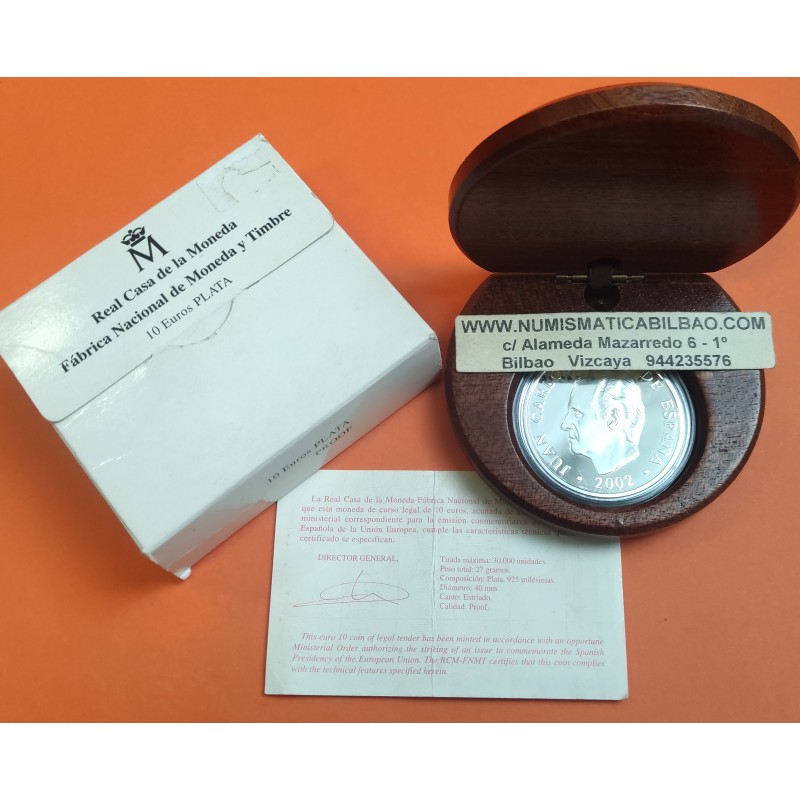 M
Real Casa de la Moneda
Fábrica Nacional de Moneda y Timbre
10 Euros PLATA
10 Euros PLATA
PROOF
WWW.NUMISMATICABILBAO.COM
c/ Alameda Mazarredo 6 - 1º
Bilbao Vizcaya 944235576
JUAN CARLOS DE ESPAÑA
• 2002 •
La Real Casa de la Moneda-Fábrica Nacional de
que esta moneda de curso legal de 10 euros, acuñada
ministerial correspondiente para la emisión conmemorativa
Española de la Unión Europea, cumple las características técnicas
certificado se especifican.
DIRECTOR GENERAL,
Tirada máxima: 30.000 unidades.
Peso total: 27 gramos.
Composición: Plata, 925 milésimas.
Diámetro: 40 mm.
Canto: Estriado.
Calidad: Proof.
This euro 10 coin of legal tender has been minted in accordance with an opportune
Ministerial Order authorizing the striking of an issue to commemorate the Spanish
Presidency of the European Union. The RCM-FNMT certifies that this coin complies
with the technical features specified herein.